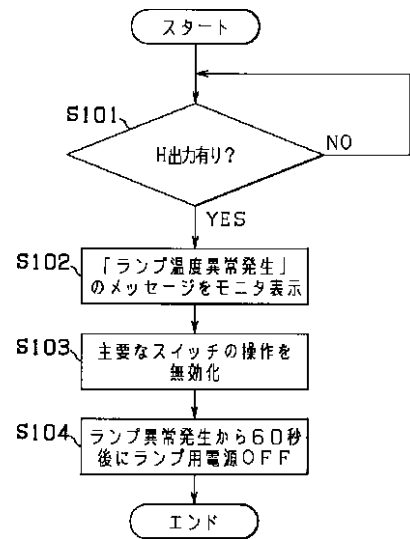 スタート
S101
H出力有り?
NO
YES
S102
「ランプ温度異常発生」
のメッセージをモニタ表示
S103
主要なスイッチの操作を
無効化
S104
ランプ異常発生から60秒
後にランプ用電源OFF
エンド